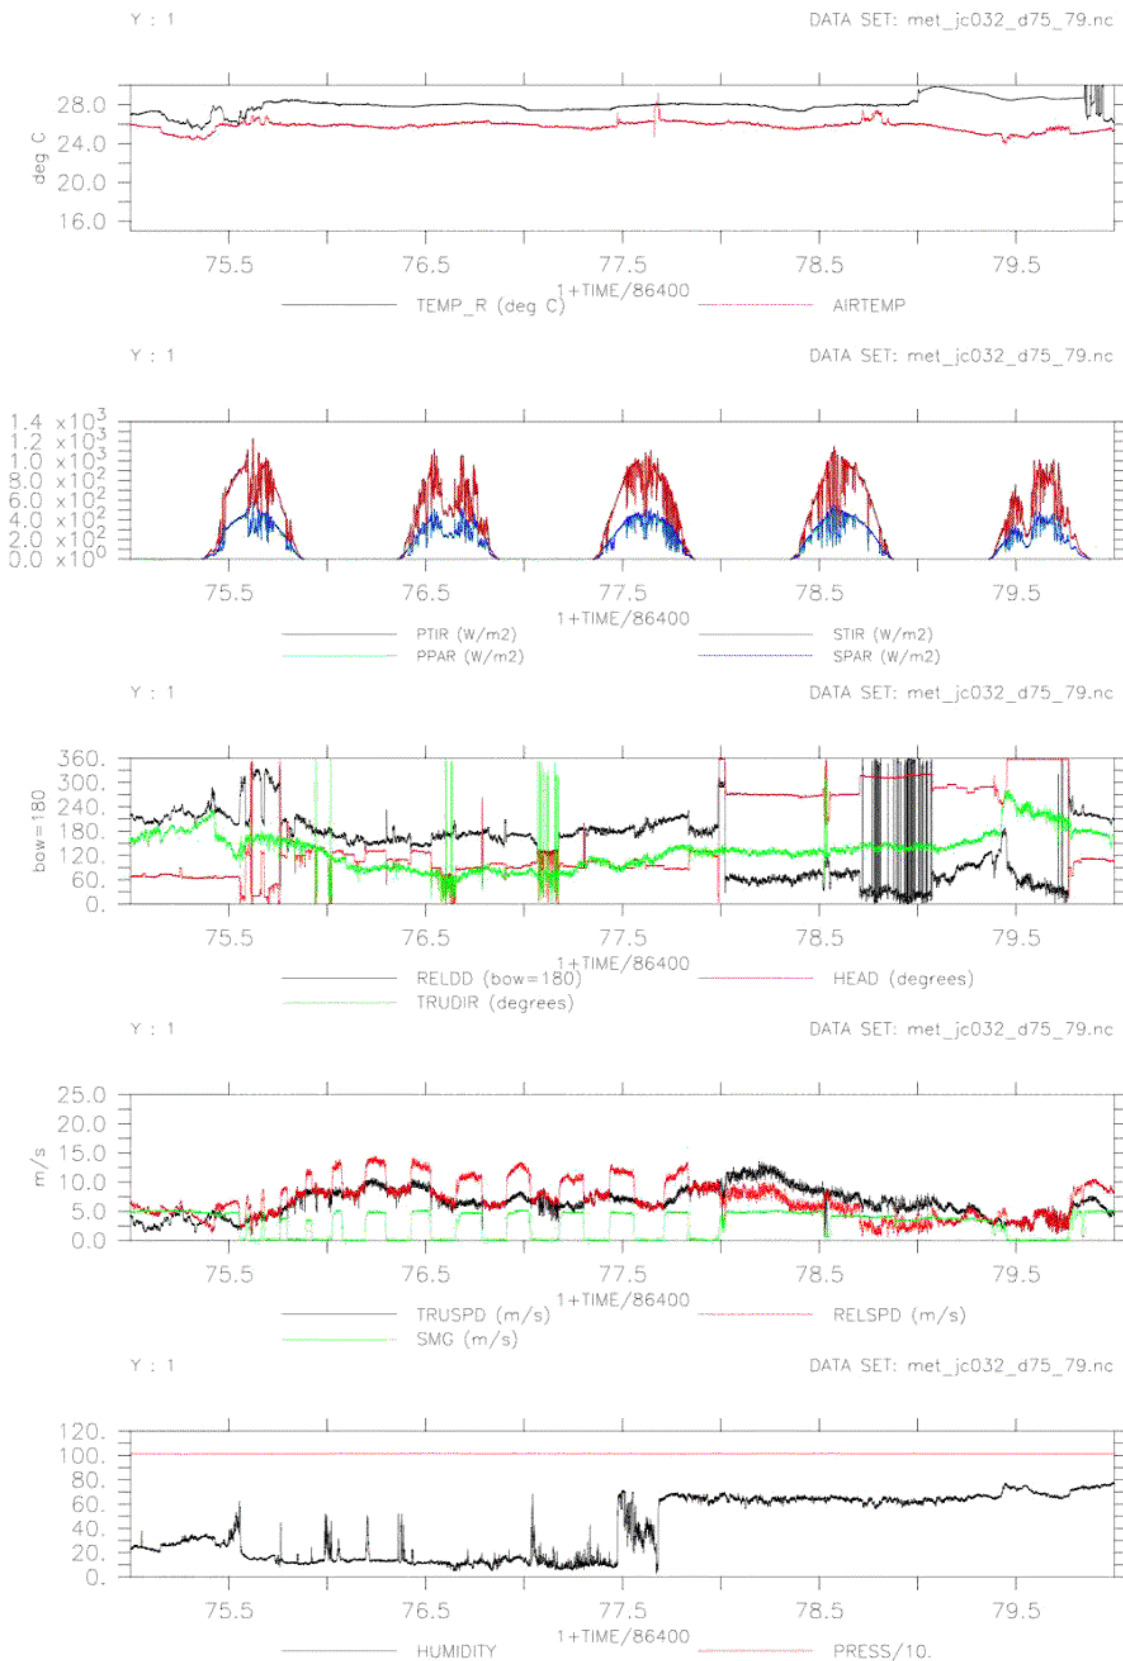 Y : 1 DATA SET: met_jc032_d75_79.nc
28.0
24.0
20.0
16.0
deg C
75.5 76.5 77.5 78.5 79.5
1+TIME/86400
TEMP_R (deg C) AIRTEMP
Y : 1 DATA SET: met_jc032_d75_79.nc
1.4 x10³
1.2 x10³
1.0 x10³
8.0 x10²
6.0 x10²
4.0 x10²
2.0 x10²
0.0 x10⁰
75.5 76.5 77.5 78.5 79.5
1+TIME/86400
PTIR (W/m2) STIR (W/m2)
PPAR (W/m2) SPAR (W/m2)
Y : 1 DATA SET: met_jc032_d75_79.nc
360.
300.
240.
180.
120.
60.
0.
bow=180
75.5 76.5 77.5 78.5 79.5
1+TIME/86400
RELDD (bow=180) HEAD (degrees)
TRUDIR (degrees)
Y : 1 DATA SET: met_jc032_d75_79.nc
25.0
20.0
15.0
10.0
5.0
0.0
m/s
75.5 76.5 77.5 78.5 79.5
1+TIME/86400
TRUSPD (m/s) RELSPD (m/s)
SMG (m/s)
Y : 1 DATA SET: met_jc032_d75_79.nc
120.
100.
80.
60.
40.
20.
0.
75.5 76.5 77.5 78.5 79.5
1+TIME/86400
HUMIDITY PRESS/10.